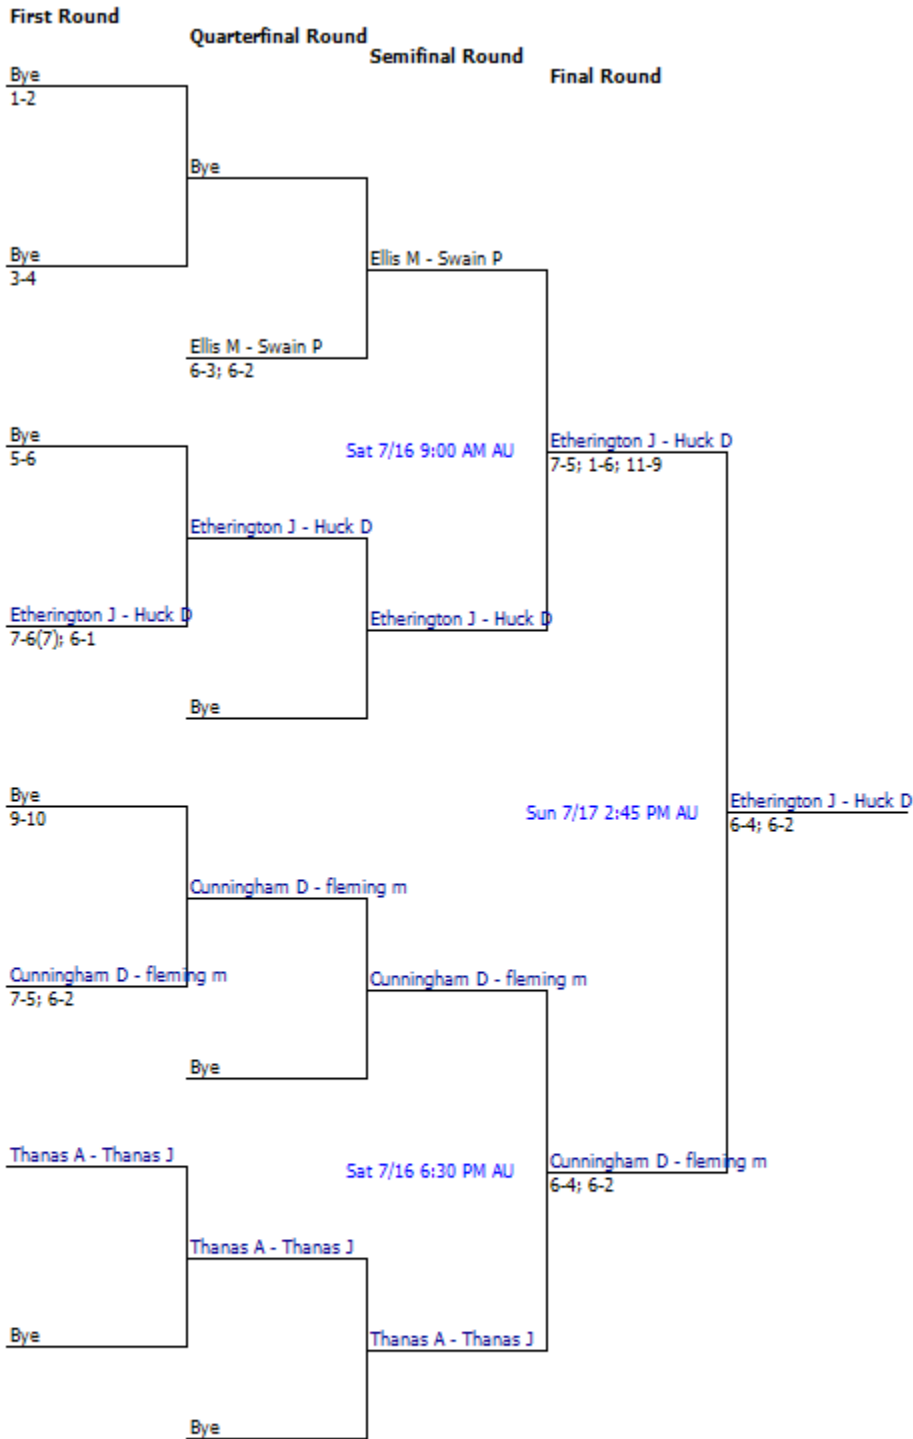 First Round
Quarterfinal Round
Semifinal Round
Final Round
Bye
1-2
Bye
Bye
3-4
Ellis M - Swain P
Ellis M - Swain P
6-3; 6-2
Bye
5-6
Sat 7/16 9:00 AM AU
Etherington J - Huck D
7-5; 1-6; 11-9
Etherington J - Huck D
Etherington J - Huck D
7-6(7); 6-1
Etherington J - Huck D
Bye
Bye
9-10
Sun 7/17 2:45 PM AU
Etherington J - Huck D
6-4; 6-2
Cunningham D - fleming m
Cunningham D - fleming m
7-5; 6-2
Cunningham D - fleming m
Bye
Thanas A - Thanas J
Sat 7/16 6:30 PM AU
Cunningham D - fleming m
6-4; 6-2
Thanas A - Thanas J
Bye
Thanas A - Thanas J
Bye